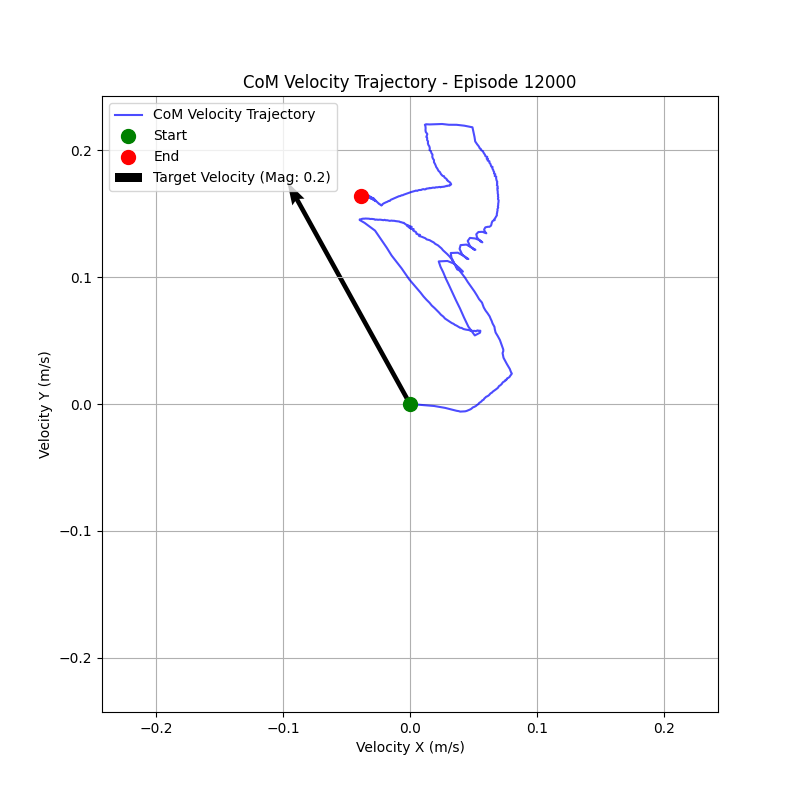 CoM Velocity Trajectory - Episode 12000
CoM Velocity Trajectory
Start
End
Target Velocity (Mag: 0.2)
0.2
0.1
0.0
−0.1
−0.2
Velocity Y (m/s)
−0.2
−0.1
0.0
0.1
0.2
Velocity X (m/s)